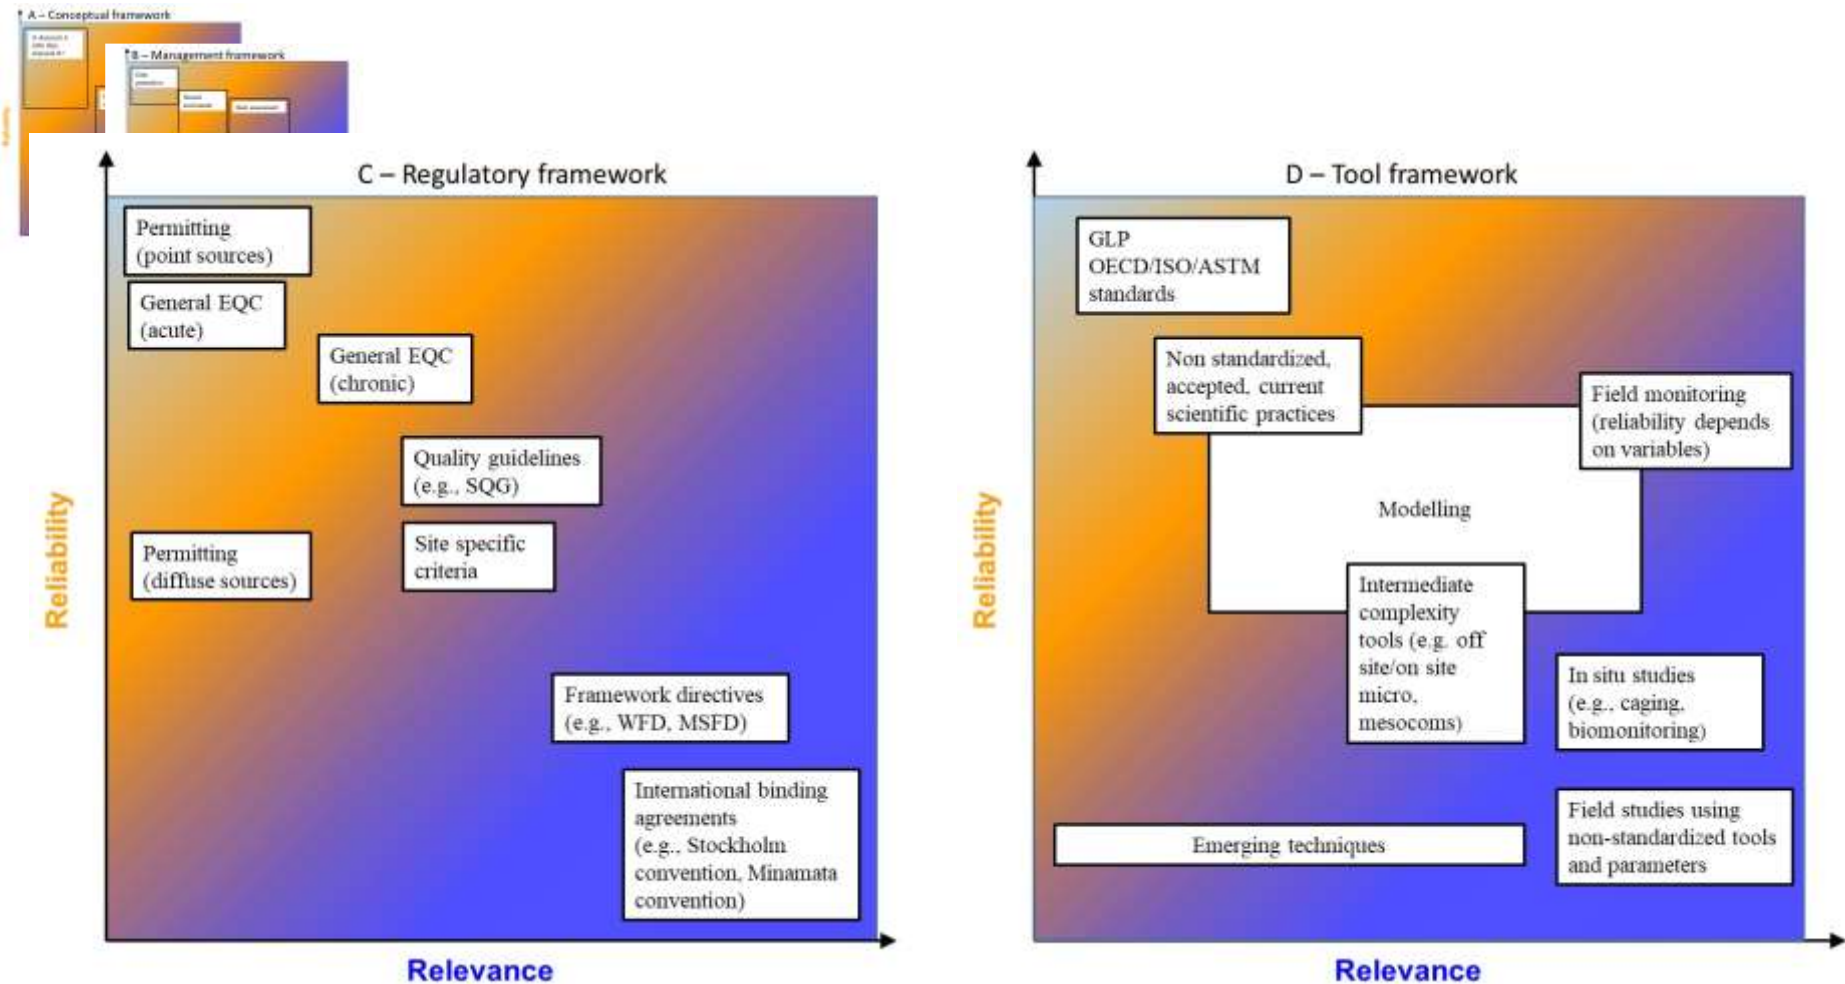 A – Conceptual framework
B – Management framework
Reliability
C – Regulatory framework
Permitting
(point sources)
General EQC
(acute)
General EQC
(chronic)
Quality guidelines
(e.g., SQG)
Site specific
criteria
Permitting
(diffuse sources)
Framework directives
(e.g., WFD, MSFD)
International binding
agreements
(e.g., Stockholm
convention, Minamata
convention)
Reliability
Relevance
D – Tool framework
GLP
OECD/ISO/ASTM
standards
Non standardized,
accepted, current
scientific practices
Field monitoring
(reliability depends
on variables)
Modelling
Intermediate
complexity
tools (e.g. off
site/on site
micro,
mesocoms)
In situ studies
(e.g., caging,
biomonitoring)
Field studies using
non-standardized tools
and parameters
Emerging techniques
Reliability
Relevance